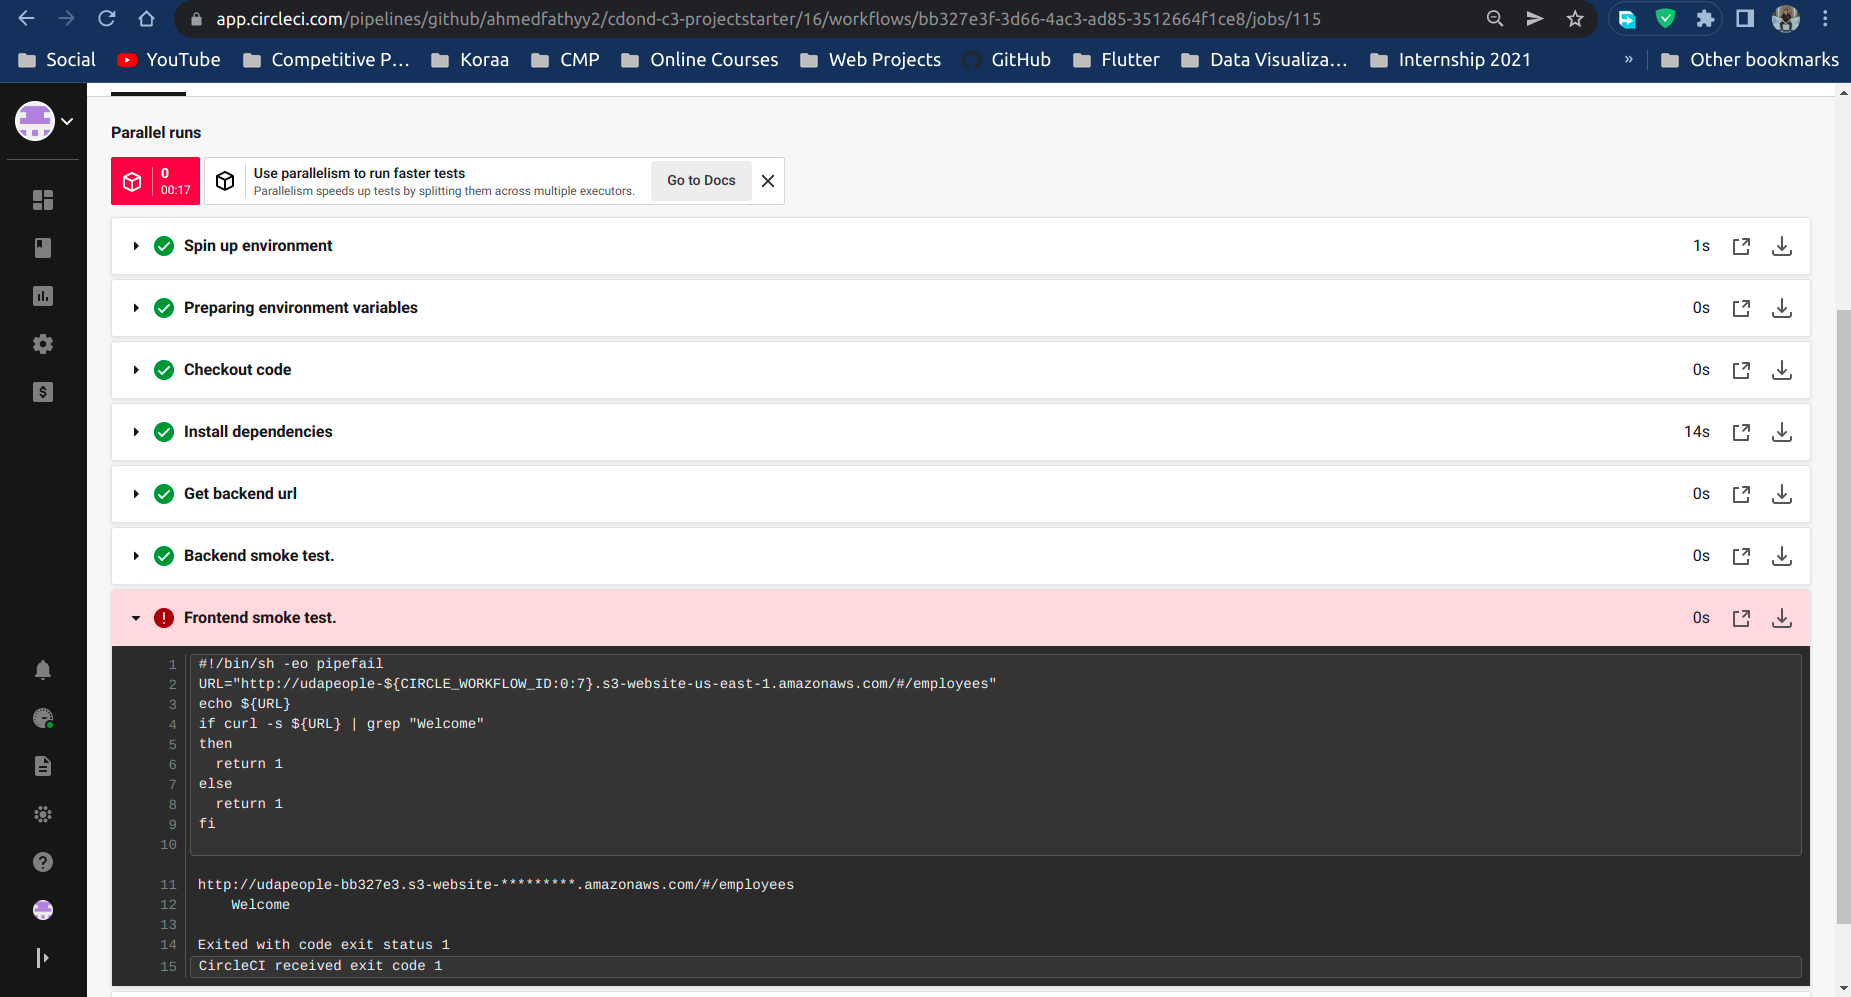 app.circleci.com/pipelines/github/ahmedfathyy2/cdond-c3-projectstarter/16/workflows/bb327e3f-3d66-4ac3-ad85-3512664f1ce8/jobs/115
Social YouTube Competitive P... Koraa CMP Online Courses Web Projects GitHub Flutter Data Visualiza... Internship 2021 » Other bookmarks
Parallel runs
0
00:17
Use parallelism to run faster tests
Parallelism speeds up tests by splitting them across multiple executors.
Go to Docs
Spin up environment 1s
Preparing environment variables 0s
Checkout code 0s
Install dependencies 14s
Get backend url 0s
Backend smoke test. 0s
Frontend smoke test. 0s
1 #!/bin/sh -eo pipefail
2 URL="http://udapeople-${CIRCLE_WORKFLOW_ID:0:7}.s3-website-us-east-1.amazonaws.com/#/employees"
3 echo ${URL}
4 if curl -s ${URL} | grep "Welcome"
5 then
6   return 1
7 else
8   return 1
9 fi
10
11 http://udapeople-bb327e3.s3-website-*********.amazonaws.com/#/employees
12     Welcome
13
14 Exited with code exit status 1
15 CircleCI received exit code 1